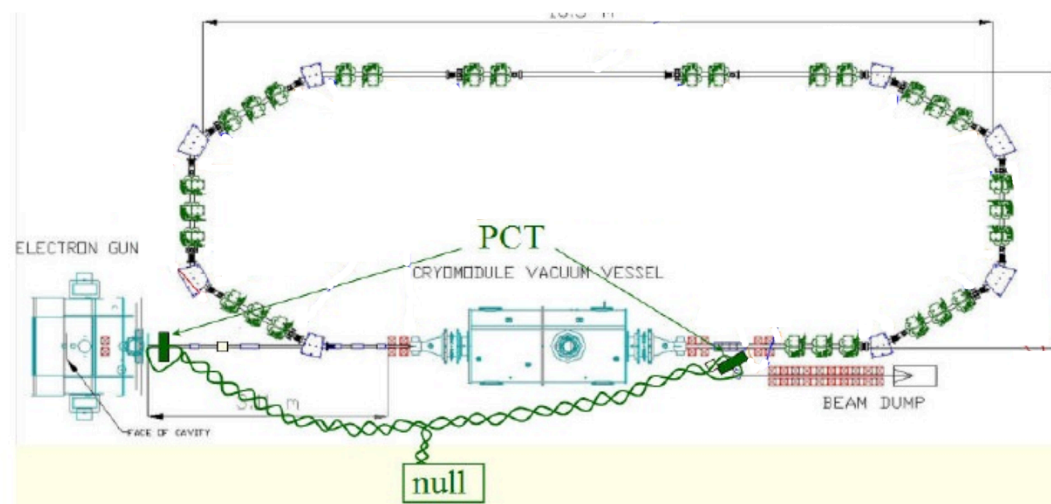 PCT
ELECTRON GUN
CRYOMODULE VACUUM VESSEL
BEAM DUMP
M
FACE OF CAVITY
null